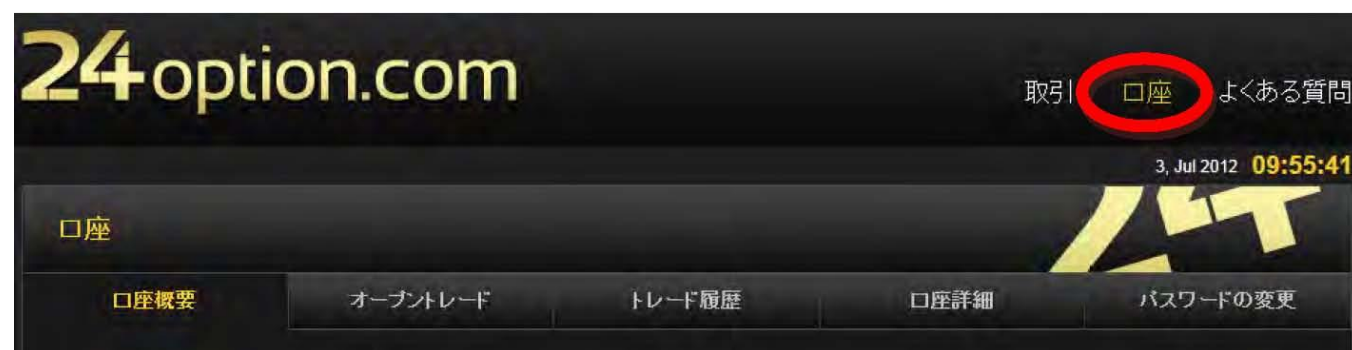 24option.com
取引 口座 よくある質問
3, Jul 2012 09:55:41
口座
24
口座概要 オープントレード トレード履歴 口座詳細 パスワードの変更